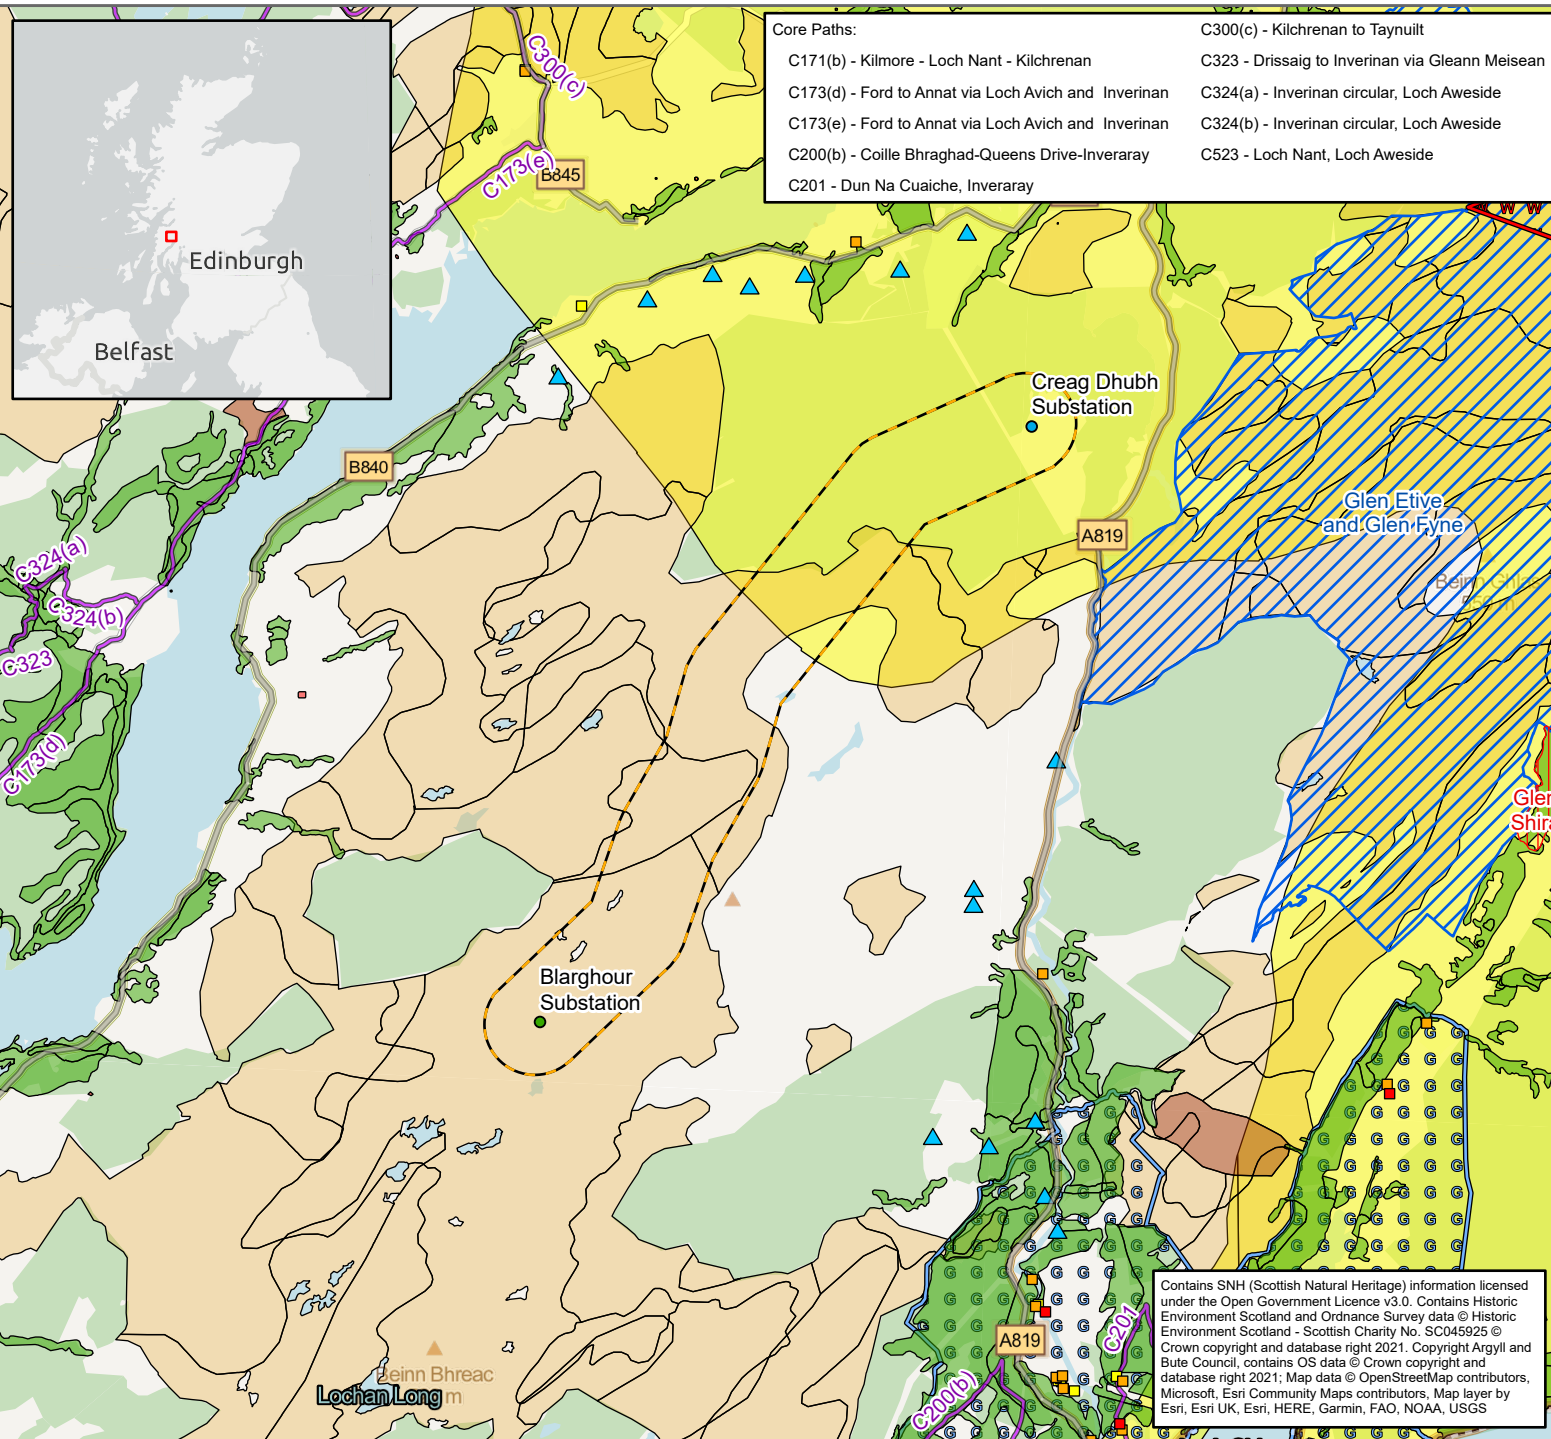 Edinburgh
Belfast
Core Paths:
C171(b) - Kilmore - Loch Nant - Kilchrenan
C173(d) - Ford to Annat via Loch Avich and Inverinan
C173(e) - Ford to Annat via Loch Avich and Inverinan
C200(b) - Coille Bhraghad-Queens Drive-Inveraray
C201 - Dun Na Cuaiche, Inveraray
C300(c) - Kilchrenan to Taynuilt
C323 - Drissaig to Inverinan via Gleann Meisean
C324(a) - Inverinan circular, Loch Aweside
C324(b) - Inverinan circular, Loch Aweside
C523 - Loch Nant, Loch Aweside
C300(c)
C173(e)
B845
W W
Creag Dhubh
Substation
B840
A819
Glen Etive
and Glen Fyne
C324(a)
C324(b)
C323
C173(d)
Glen
Shira
Blarghour
Substation
Beinn Bhreac
m
Lochan Long
A819
C201
C200(b)
Contains SNH (Scottish Natural Heritage) information licensed
under the Open Government Licence v3.0. Contains Historic
Environment Scotland and Ordnance Survey data © Historic
Environment Scotland - Scottish Charity No. SC045925 ©
Crown copyright and database right 2021. Copyright Argyll and
Bute Council, contains OS data © Crown copyright and
database right 2021; Map data © OpenStreetMap contributors,
Microsoft, Esri Community Maps contributors, Map layer by
Esri, Esri UK, Esri, HERE, Garmin, FAO, NOAA, USGS